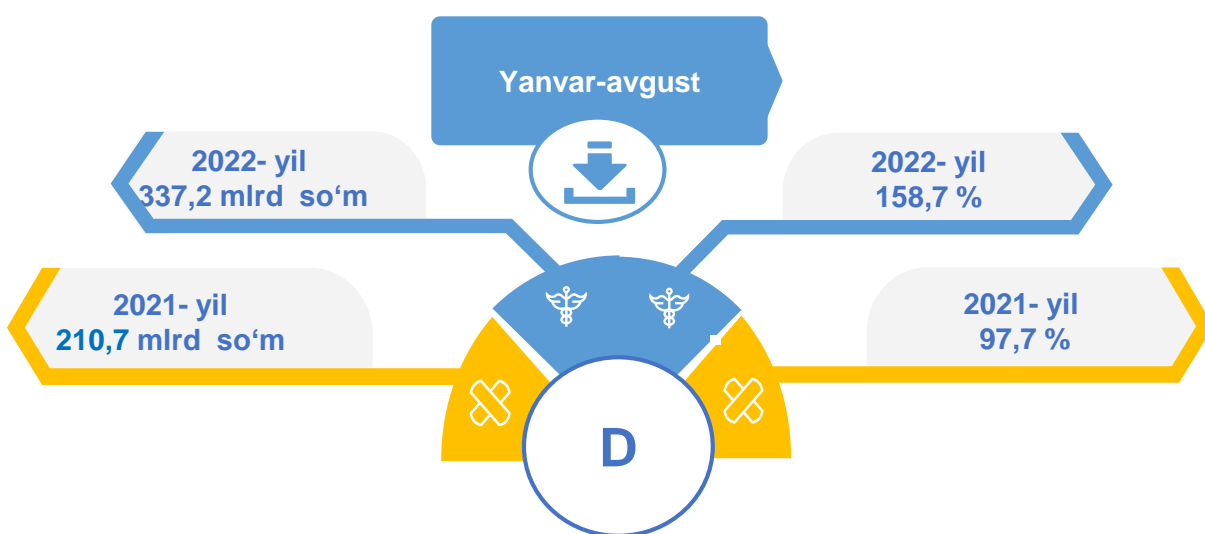 Yanvar-avgust
2022- yil
337,2 mlrd so‘m
2022- yil
158,7 %
2021- yil
210,7 mlrd so‘m
2021- yil
97,7 %
D